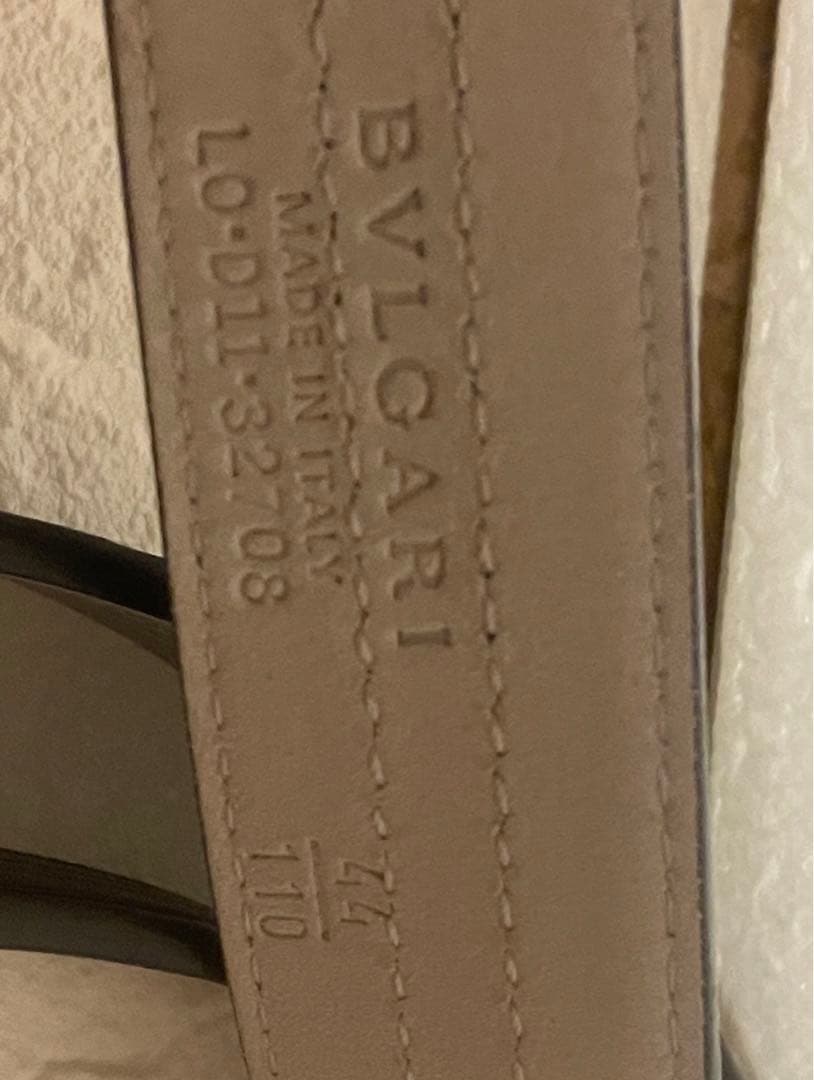 BVLGARI
MADE IN ITALY
LO·D11·32708
44
110